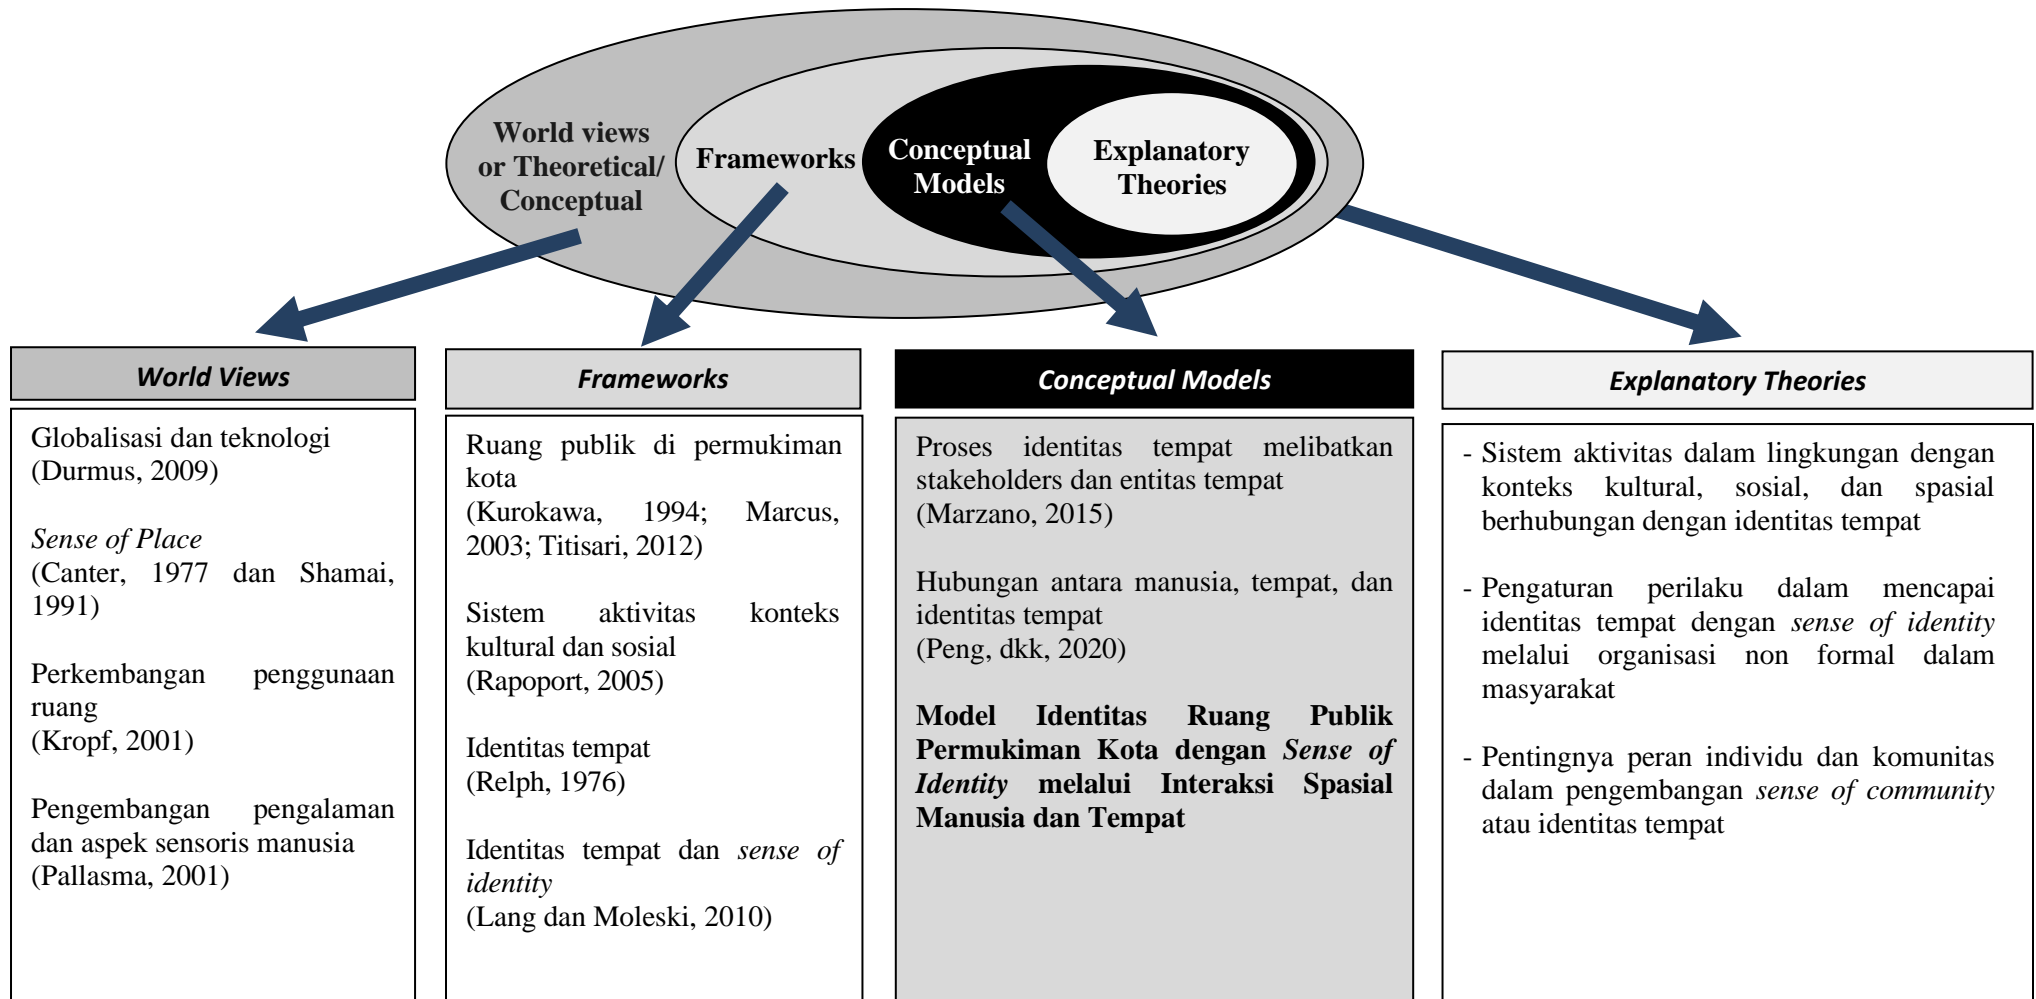 World views
or Theoretical/
Conceptual
Frameworks
Conceptual
Models
Explanatory
Theories
World Views
Globalisasi dan teknologi
(Durmus, 2009)
Sense of Place
(Canter, 1977 dan Shamai,
1991)
Perkembangan penggunaan
ruang
(Kropf, 2001)
Pengembangan pengalaman
dan aspek sensoris manusia
(Pallasma, 2001)
Frameworks
Ruang publik di permukiman
kota
(Kurokawa, 1994; Marcus,
2003; Titisari, 2012)
Sistem aktivitas konteks
kultural dan sosial
(Rapoport, 2005)
Identitas tempat
(Relph, 1976)
Identitas tempat dan sense of
identity
(Lang dan Moleski, 2010)
Conceptual Models
Proses identitas tempat melibatkan
stakeholders dan entitas tempat
(Marzano, 2015)
Hubungan antara manusia, tempat, dan
identitas tempat
(Peng, dkk, 2020)
Model Identitas Ruang Publik
Permukiman Kota dengan Sense of
Identity melalui Interaksi Spasial
Manusia dan Tempat
Explanatory Theories
- Sistem aktivitas dalam lingkungan dengan
konteks kultural, sosial, dan spasial
berhubungan dengan identitas tempat
- Pengaturan perilaku dalam mencapai
identitas tempat dengan sense of identity
melalui organisasi non formal dalam
masyarakat
- Pentingnya peran individu dan komunitas
dalam pengembangan sense of community
atau identitas tempat